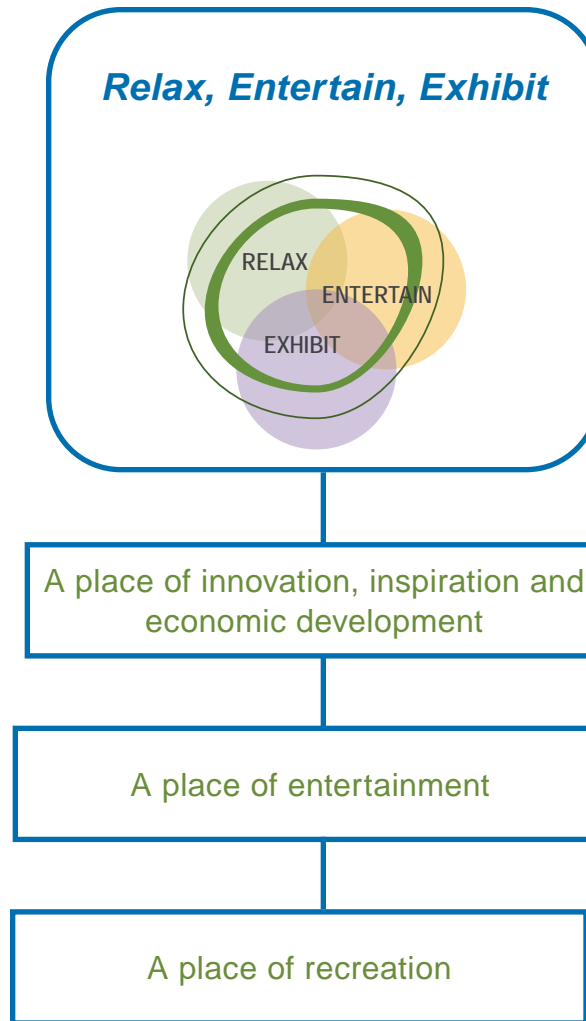 Relax, Entertain, Exhibit
RELAX
ENTERTAIN
EXHIBIT
A place of innovation, inspiration and
economic development
A place of entertainment
A place of recreation